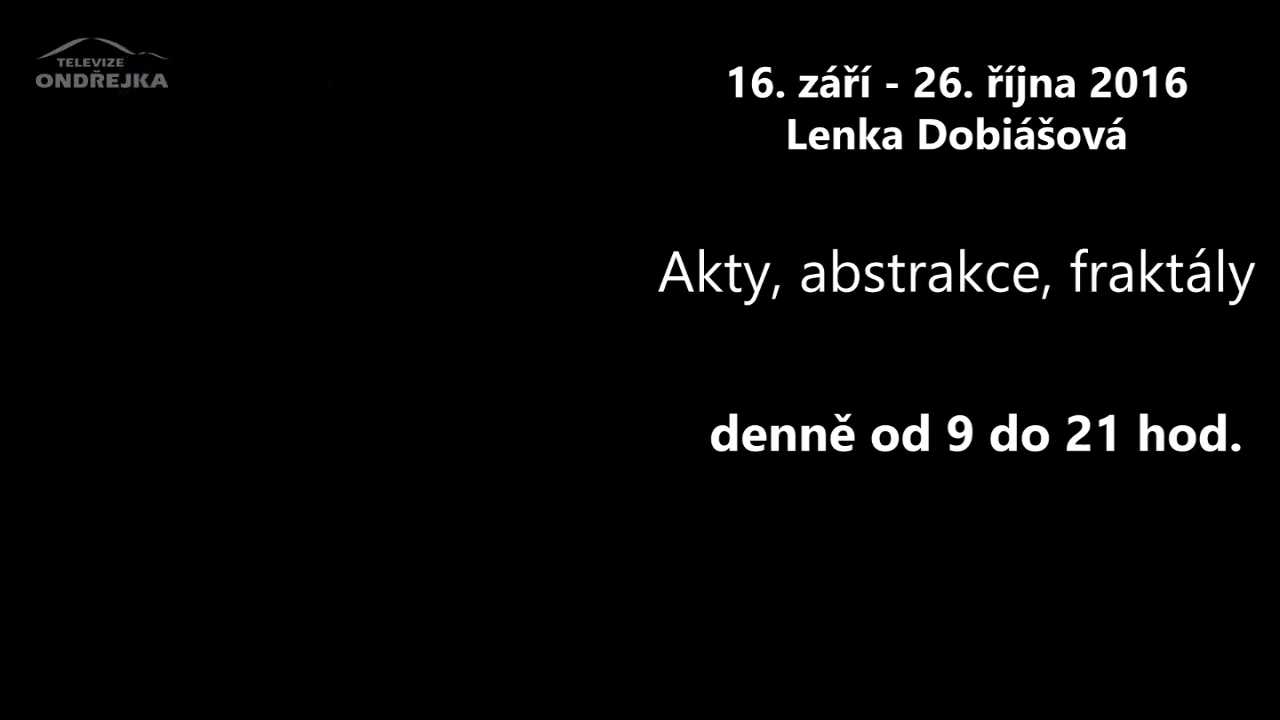 TELEVIZE
ONDŘEJKA
16. září - 26. října 2016
Lenka Dobiášová
Akty, abstrakce, fraktály
denně od 9 do 21 hod.